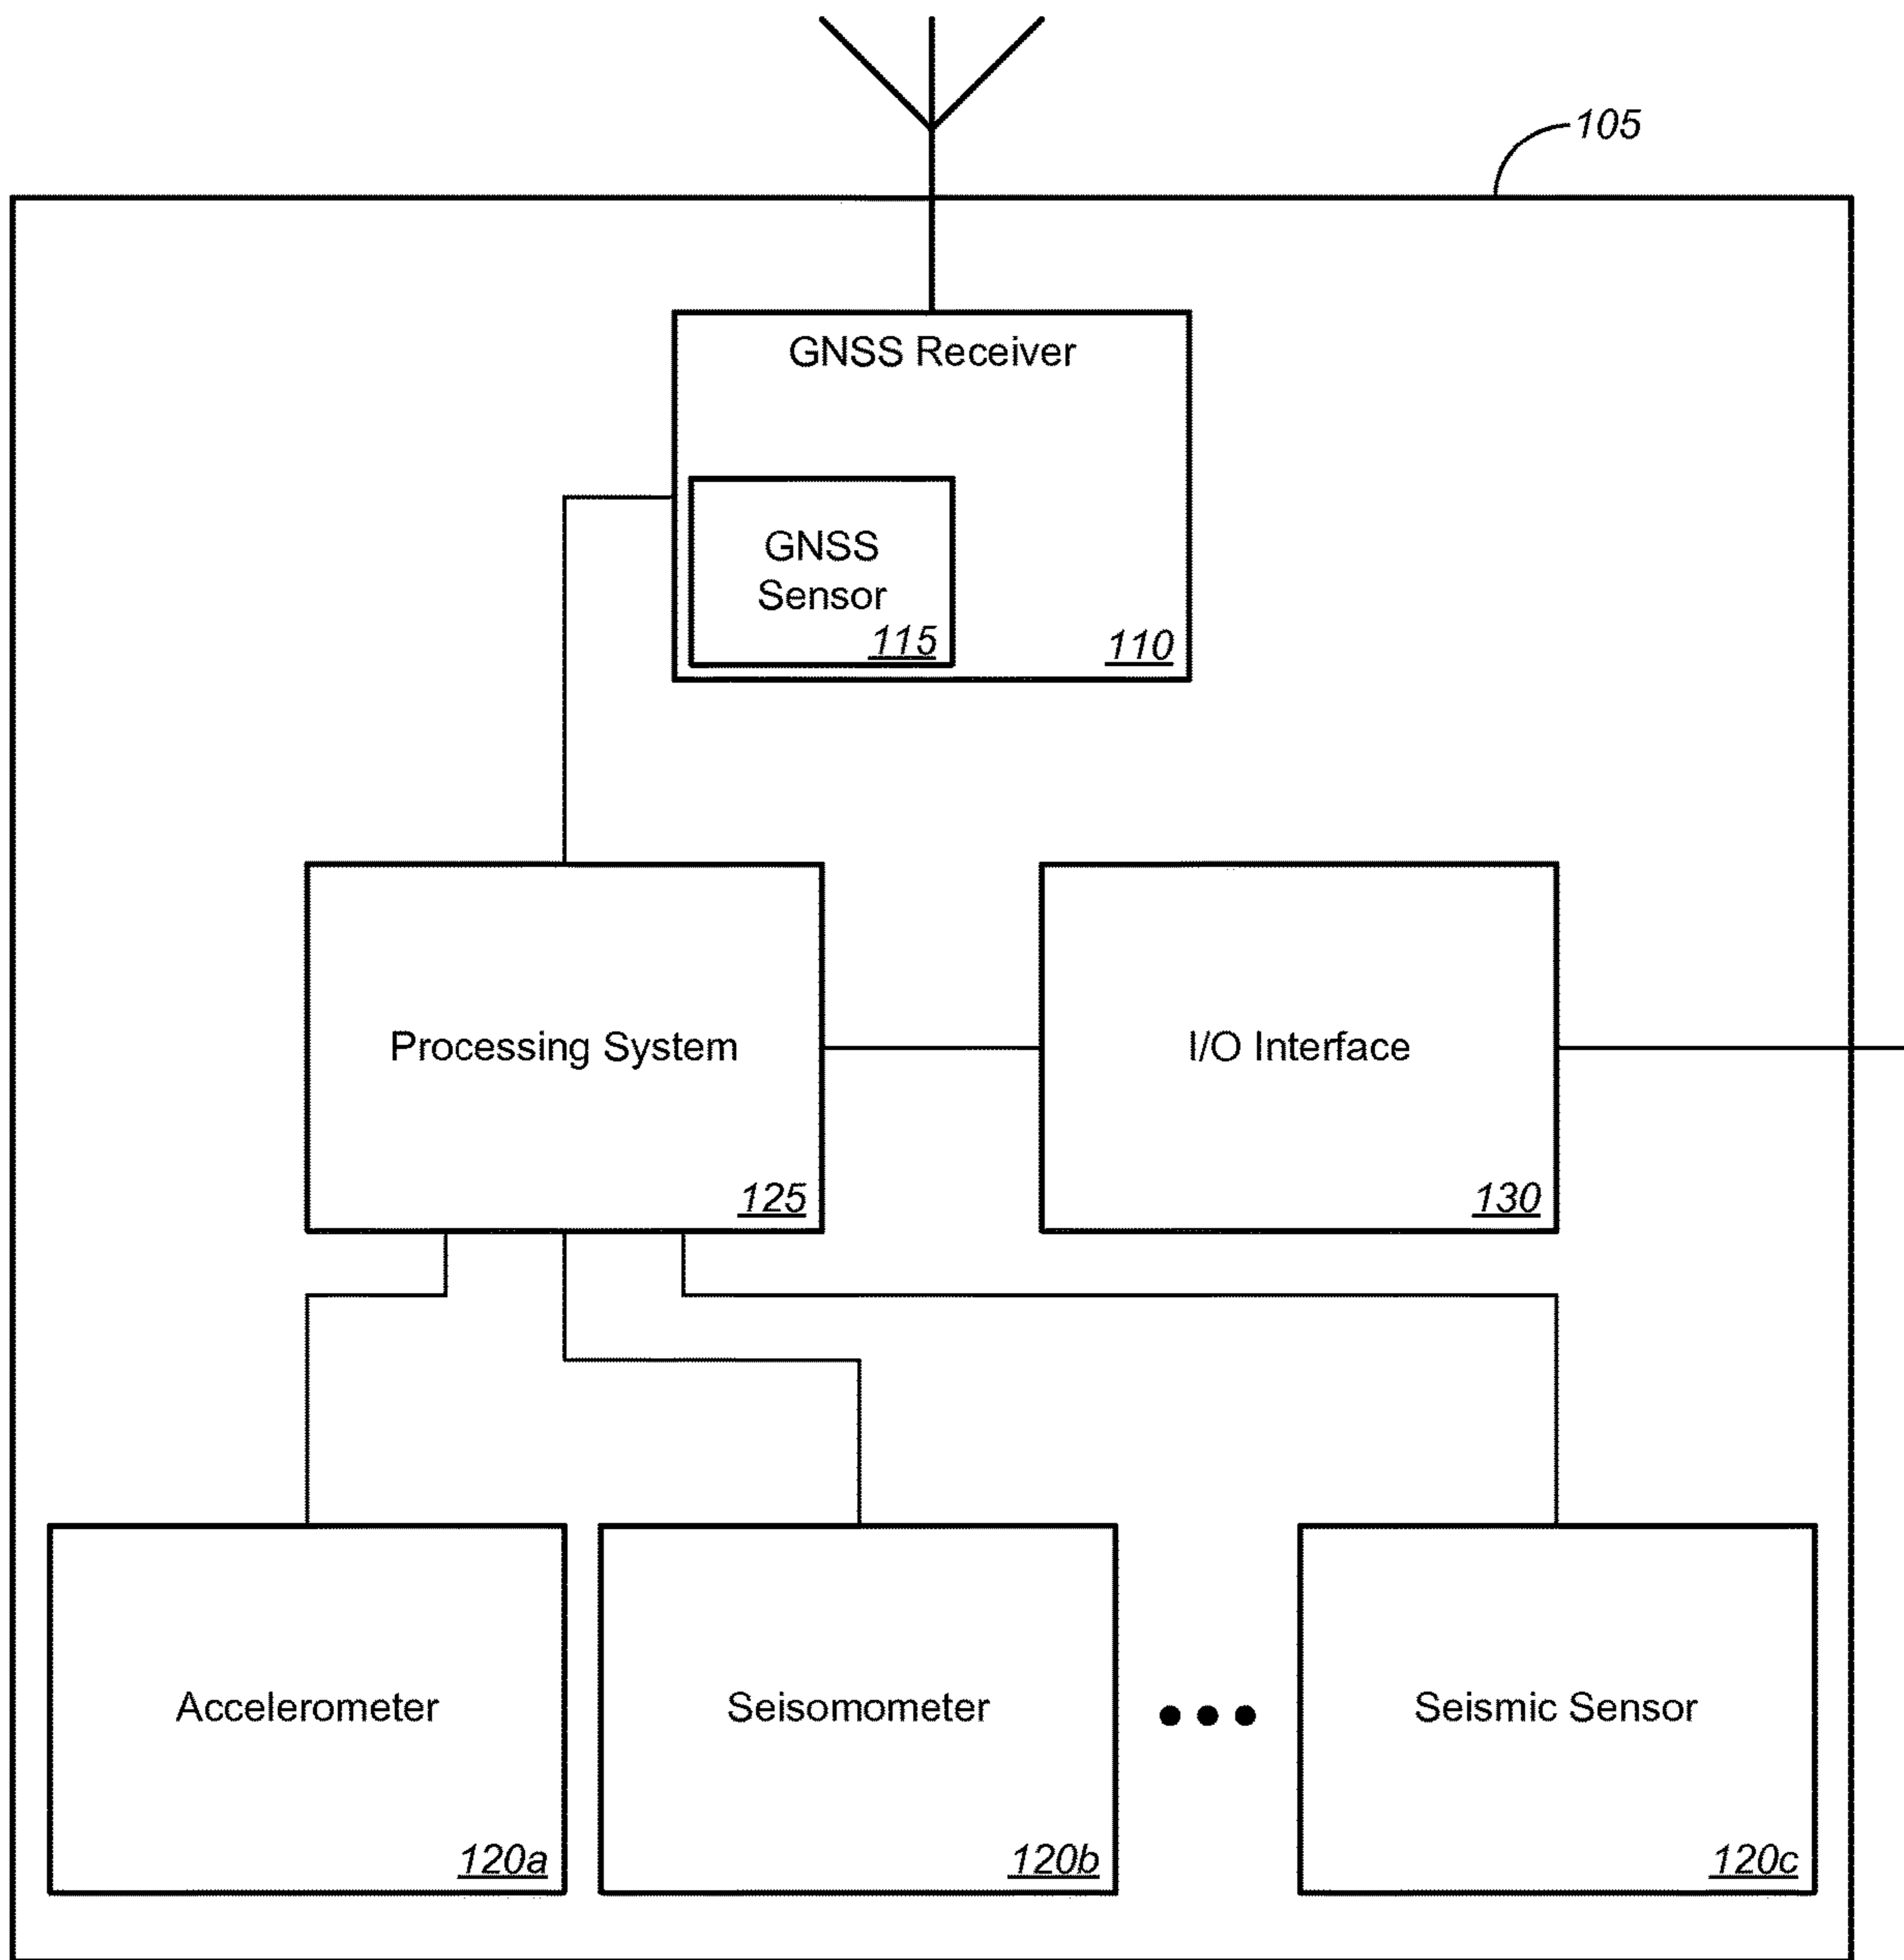 105
GNSS Receiver
GNSS
Sensor
115
110
Processing System
125
I/O Interface
130
Accelerometer
120a
Seisomometer
120b
Seismic Sensor
120c